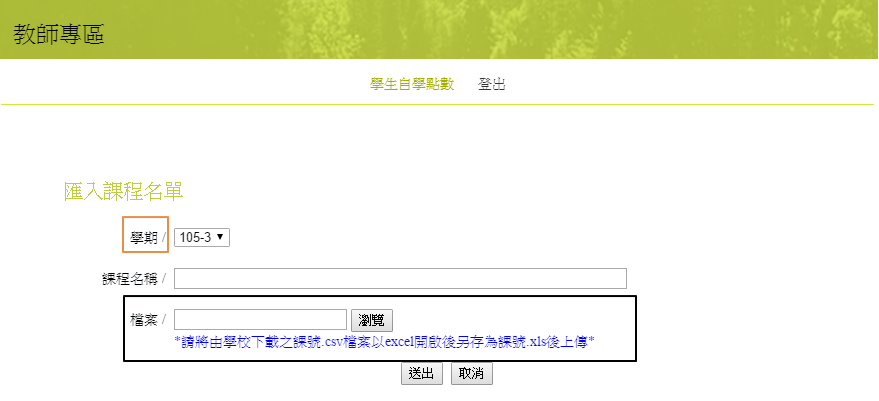 教師專區
學生自學點數 登出
匯入課程名單
學期 / 105-3
課程名稱 /
檔案 / 瀏覽
*請將由學校下載之課號.csv檔案以excel開啟後另存為課號.xls後上傳*
送出 取消